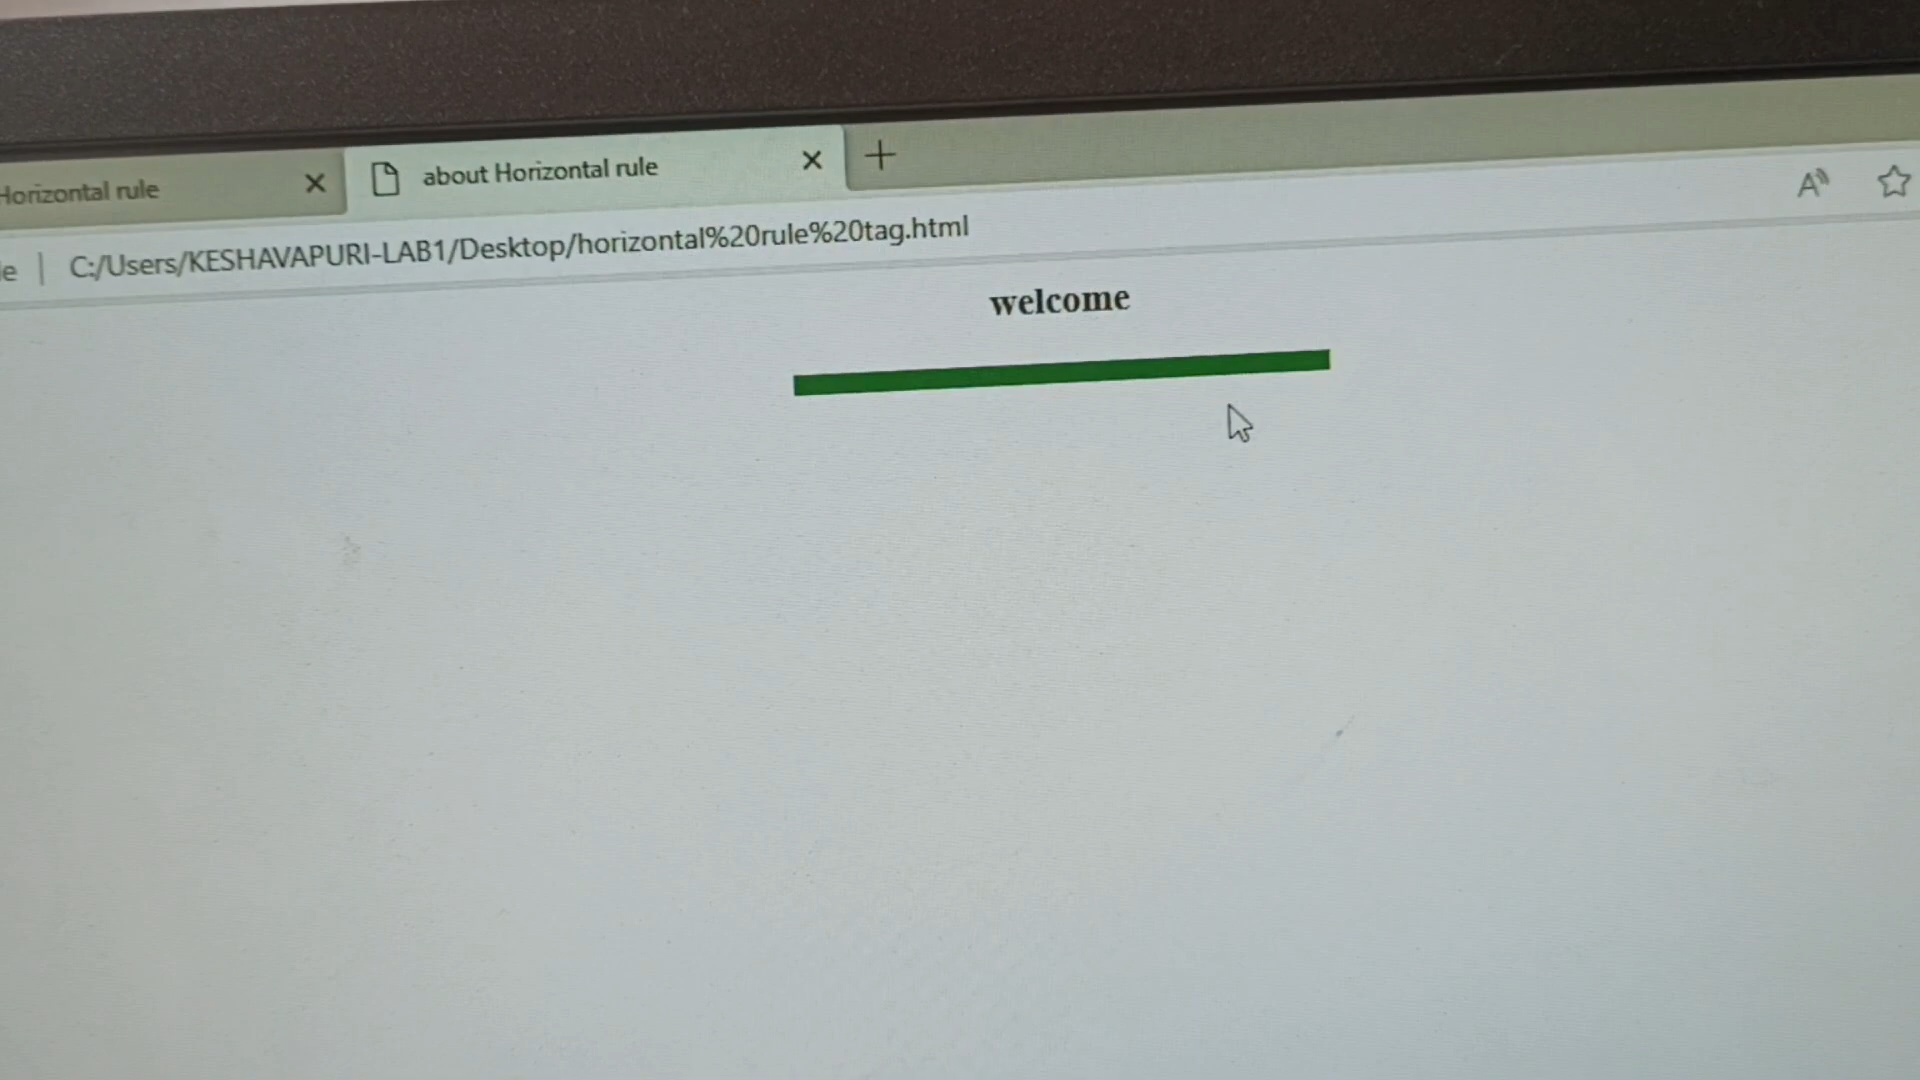 Horizontal rule
about Horizontal rule
C:/Users/KESHAVAPURI-LAB1/Desktop/horizontal%20rule%20tag.html
welcome